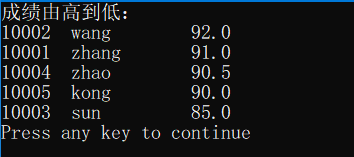 成绩由高到低：
10002  wang        92.0
10001  zhang       91.0
10004  zhao        90.5
10005  kong        90.0
10003  sun         85.0
Press any key to continue